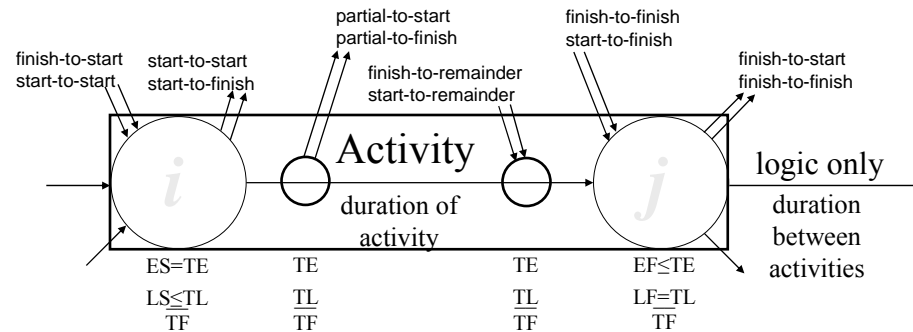 partial-to-start
partial-to-finish
finish-to-finish
start-to-finish
finish-to-start
start-to-start
start-to-start
start-to-finish
finish-to-remainder
start-to-remainder
finish-to-start
finish-to-finish
i
Activity
j
logic only
duration of
activity
duration
between
activities
ES=TE
LS≤TL
TF
TE
TL
TF
TE
TL
TF
EF≤TE
LF=TL
TF